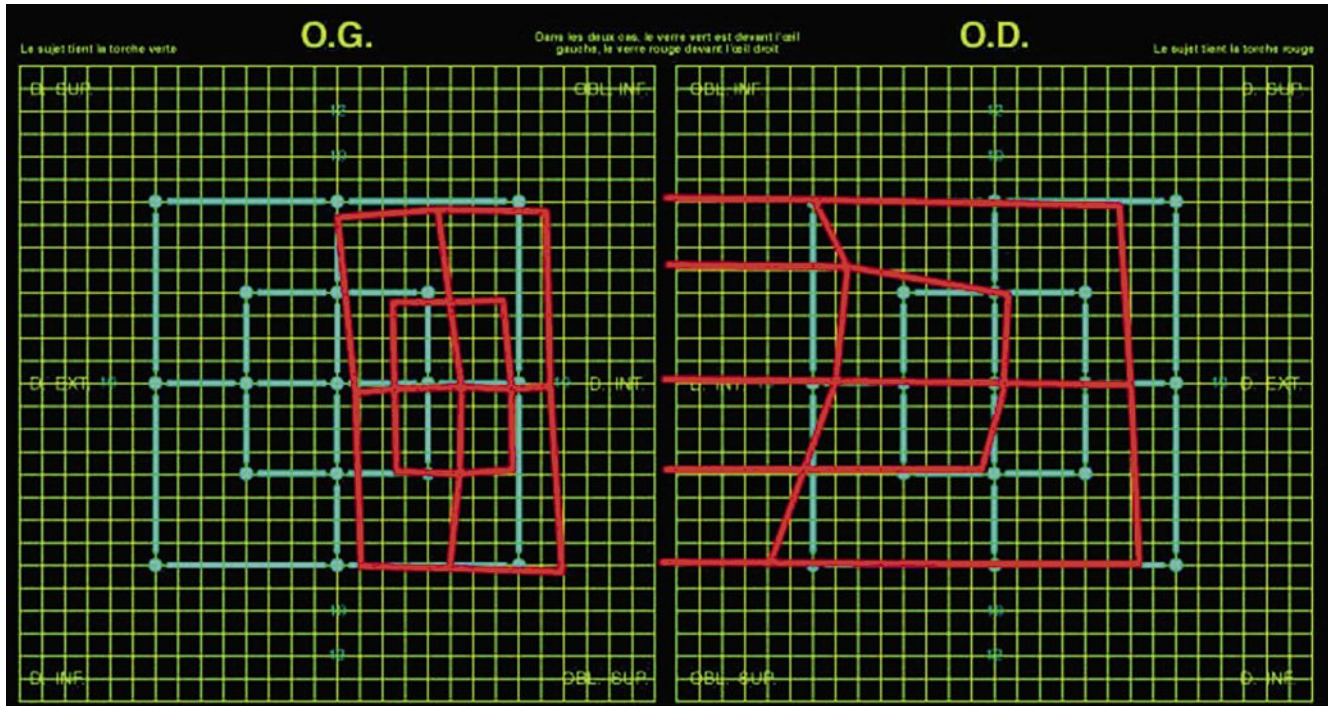 O.G.
Dans les deux cas, le verre vert est devant l'œil
gauche, le verre rouge devant l'œil droit
O.D.
Le sujet tient la torche verte
Le sujet tient la torche rouge
D. SUP.
OBL. INF.
OBL. INF.
D. SUP.
D. EXT.
D. INT.
D. INT.
D. EXT.
D. INF.
OBL. SUP.
OBL. SUP.
D. INF.